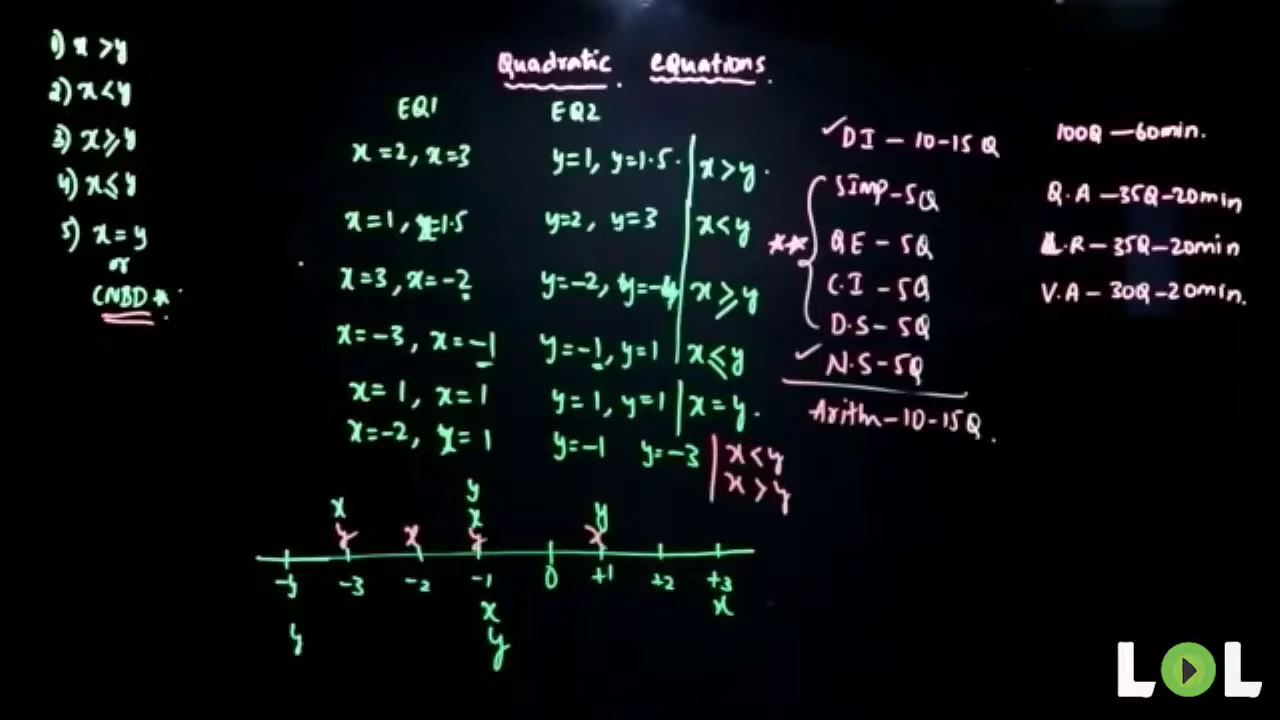 Quadratic equations.
1) x > y
2) x < y
3) x ⩾ y
4) x ⩽ y
5) x = y
or
CNBD *
EQ1 EQ2
x = 2, x = 3 y = 1, y = 1.5. x > y.
x = 1, x = 1.5 y = 2, y = 3 x < y
x = 3, x = -2 y = -2, y = -4 x ⩾ y
x = -3, x = -1 y = -1, y = 1 x ⩽ y
x = 1, x = 1 y = 1, y = 1 x = y.
x = -2, x = 1 y = -1 y = -3 x < y
x > y
y
x x y
y x y x
-3 -2 -1 0 +1 +2 +3
x x
y y
✓ DI - 10-15 Q
Simp - 5Q
** QE - 5Q
C.I - 5Q
D.S - 5Q
✓ N.S - 5Q
Arith - 10-15Q.
100Q - 60min.
Q.A - 35Q - 20min
L.R - 35Q - 20min
V.A - 30Q - 20min.
LOL